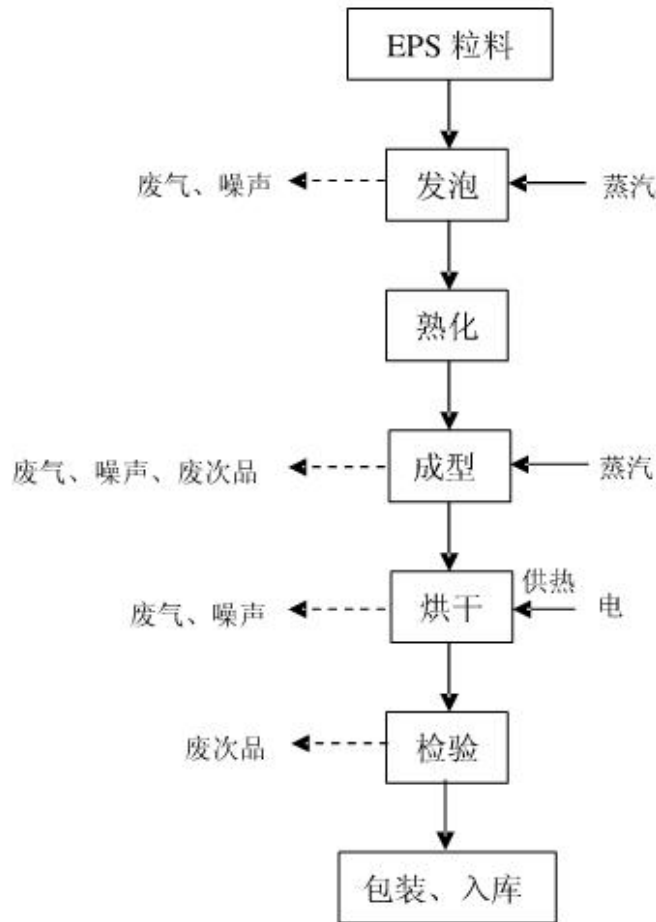 EPS 粒料
废气、噪声
发泡
蒸汽
熟化
废气、噪声、废次品
成型
蒸汽
供热
废气、噪声
烘干
电
废次品
检验
包装、入库